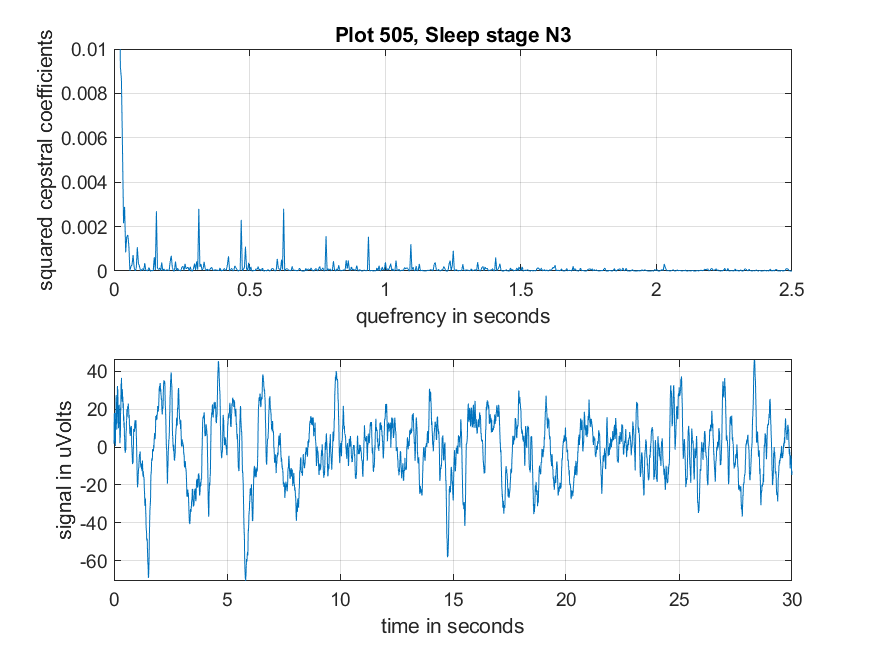 Plot 505, Sleep stage N3
squared cepstral coefficients
0.01
0.008
0.006
0.004
0.002
0
0 0.5 1 1.5 2 2.5
quefrency in seconds
signal in uVolts
40
20
0
-20
-40
-60
0 5 10 15 20 25 30
time in seconds